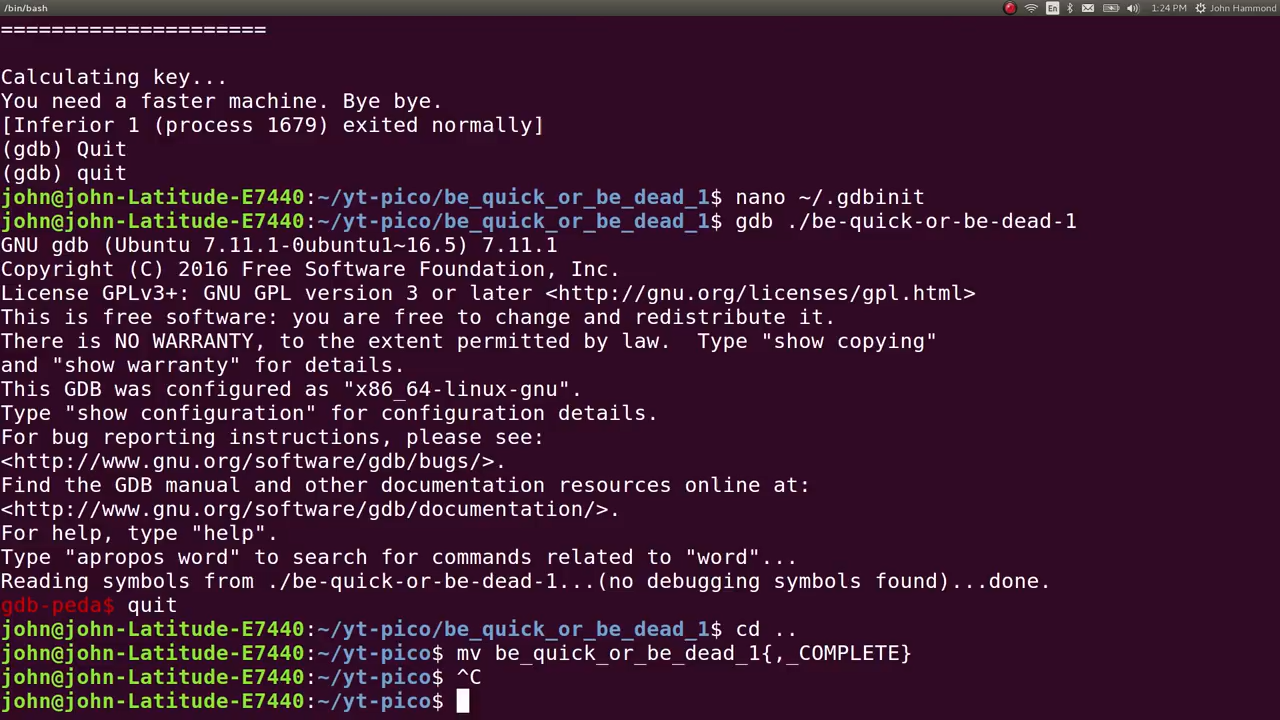 /bin/bash
En
1:24 PM
John Hammond
=====================
Calculating key...
You need a faster machine. Bye bye.
[Inferior 1 (process 1679) exited normally]
(gdb) Quit
(gdb) quit
john@john-Latitude-E7440:~/yt-pico/be_quick_or_be_dead_1$ nano ~/.gdbinit
john@john-Latitude-E7440:~/yt-pico/be_quick_or_be_dead_1$ gdb ./be-quick-or-be-dead-1
GNU gdb (Ubuntu 7.11.1-0ubuntu1~16.5) 7.11.1
Copyright (C) 2016 Free Software Foundation, Inc.
License GPLv3+: GNU GPL version 3 or later <http://gnu.org/licenses/gpl.html>
This is free software: you are free to change and redistribute it.
There is NO WARRANTY, to the extent permitted by law.  Type "show copying"
and "show warranty" for details.
This GDB was configured as "x86_64-linux-gnu".
Type "show configuration" for configuration details.
For bug reporting instructions, please see:
<http://www.gnu.org/software/gdb/bugs/>.
Find the GDB manual and other documentation resources online at:
<http://www.gnu.org/software/gdb/documentation/>.
For help, type "help".
Type "apropos word" to search for commands related to "word"...
Reading symbols from ./be-quick-or-be-dead-1...(no debugging symbols found)...done.
gdb-peda$ quit
john@john-Latitude-E7440:~/yt-pico/be_quick_or_be_dead_1$ cd ..
john@john-Latitude-E7440:~/yt-pico$ mv be_quick_or_be_dead_1{,_COMPLETE}
john@john-Latitude-E7440:~/yt-pico$ ^C
john@john-Latitude-E7440:~/yt-pico$